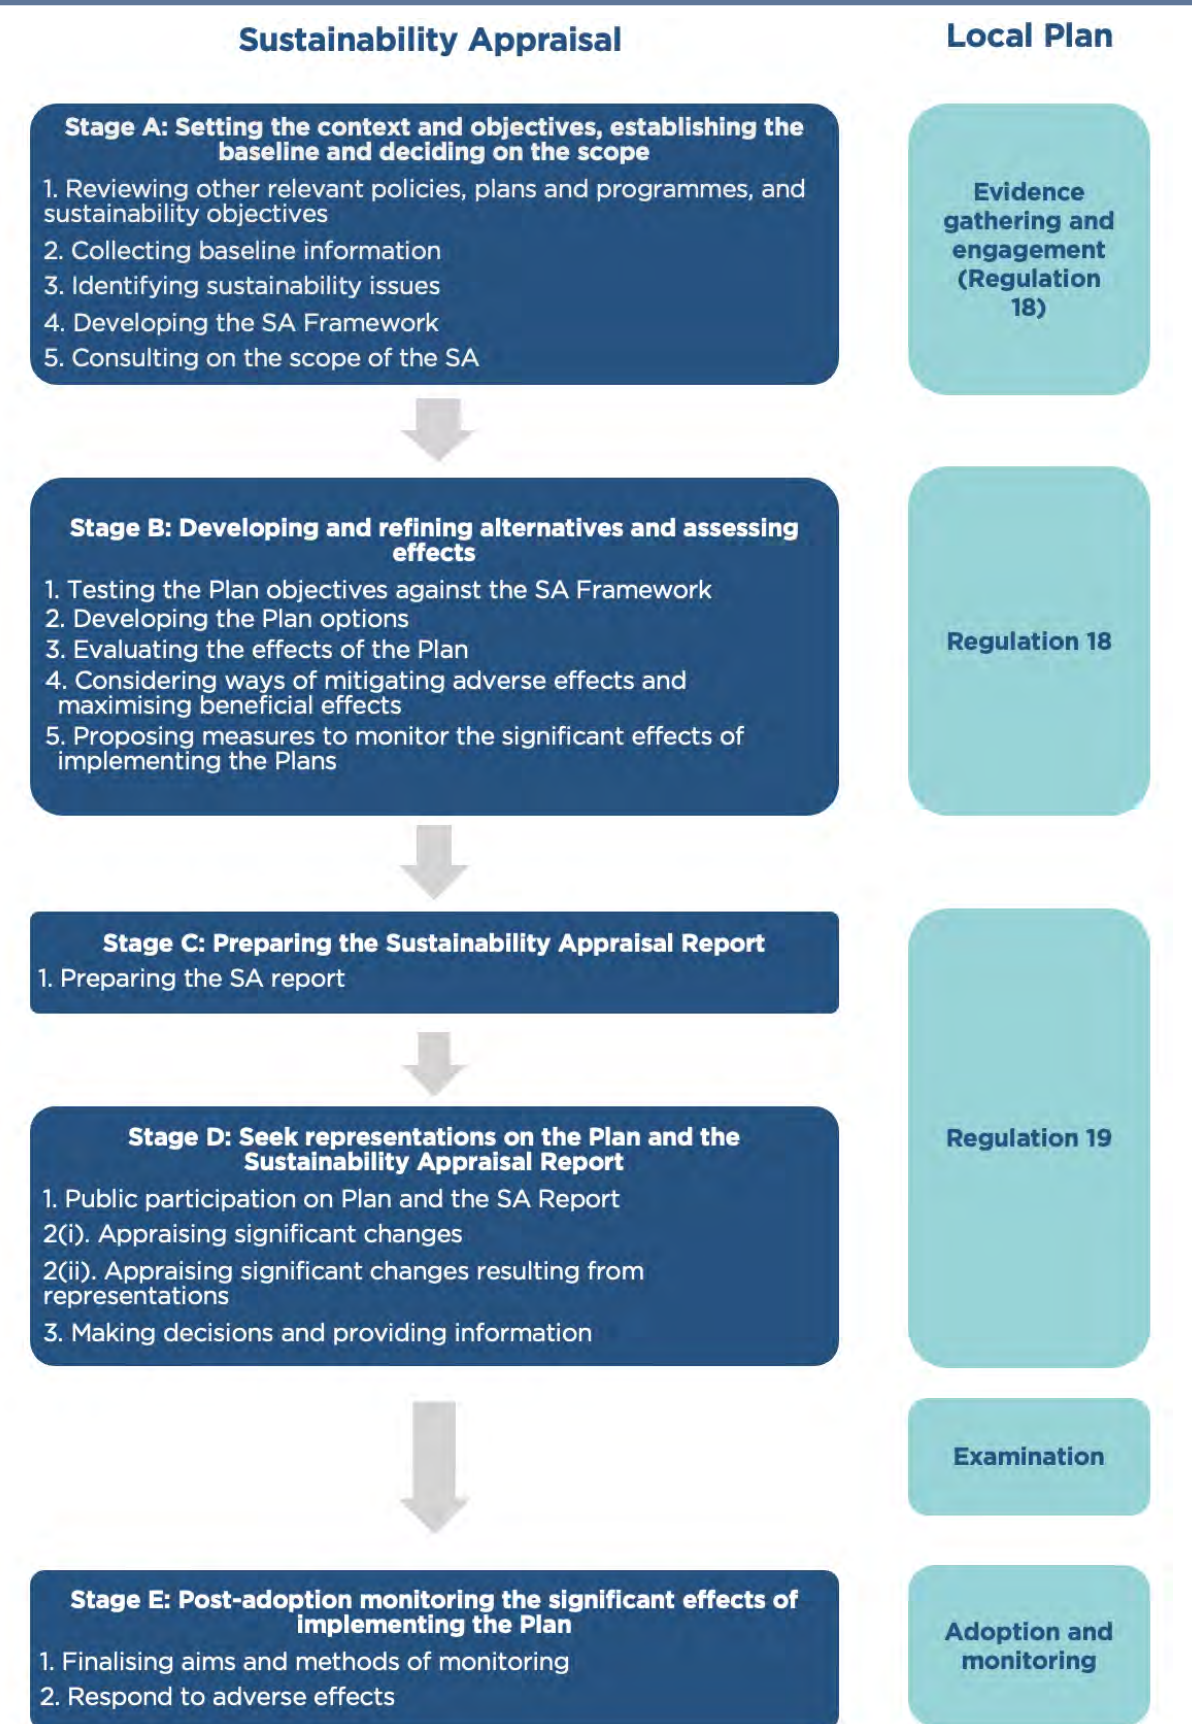 Sustainability Appraisal
Local Plan
Stage A: Setting the context and objectives, establishing the
baseline and deciding on the scope
1. Reviewing other relevant policies, plans and programmes, and
sustainability objectives
2. Collecting baseline information
3. Identifying sustainability issues
4. Developing the SA Framework
5. Consulting on the scope of the SA
Evidence
gathering and
engagement
(Regulation
18)
Stage B: Developing and refining alternatives and assessing
effects
1. Testing the Plan objectives against the SA Framework
2. Developing the Plan options
3. Evaluating the effects of the Plan
4. Considering ways of mitigating adverse effects and
maximising beneficial effects
5. Proposing measures to monitor the significant effects of
implementing the Plans
Regulation 18
Stage C: Preparing the Sustainability Appraisal Report
1. Preparing the SA report
Stage D: Seek representations on the Plan and the
Sustainability Appraisal Report
1. Public participation on Plan and the SA Report
2(i). Appraising significant changes
2(ii). Appraising significant changes resulting from
representations
3. Making decisions and providing information
Regulation 19
Examination
Stage E: Post-adoption monitoring the significant effects of
implementing the Plan
1. Finalising aims and methods of monitoring
2. Respond to adverse effects
Adoption and
monitoring